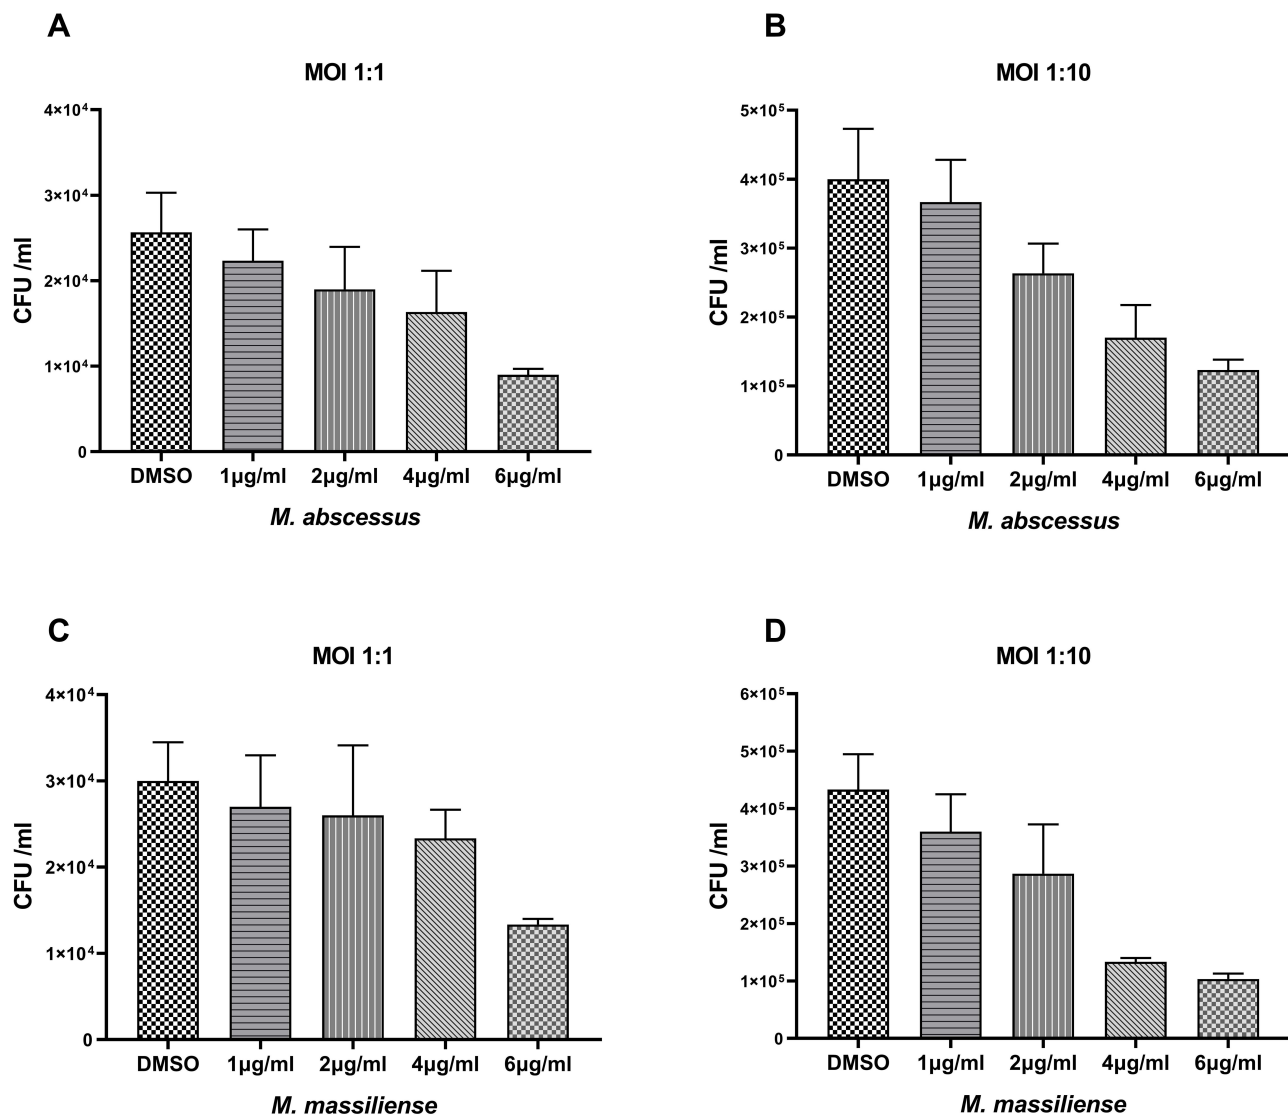 A
MOI 1:1
4×10⁴
3×10⁴
2×10⁴
1×10⁴
0
CFU /ml
DMSO 1µg/ml 2µg/ml 4µg/ml 6µg/ml
M. abscessus
B
MOI 1:10
5×10⁵
4×10⁵
3×10⁵
2×10⁵
1×10⁵
0
CFU /ml
DMSO 1µg/ml 2µg/ml 4µg/ml 6µg/ml
M. abscessus
C
MOI 1:1
4×10⁴
3×10⁴
2×10⁴
1×10⁴
0
CFU /ml
DMSO 1µg/ml 2µg/ml 4µg/ml 6µg/ml
M. massiliense
D
MOI 1:10
6×10⁵
5×10⁵
4×10⁵
3×10⁵
2×10⁵
1×10⁵
0
CFU /ml
DMSO 1µg/ml 2µg/ml 4µg/ml 6µg/ml
M. massiliense